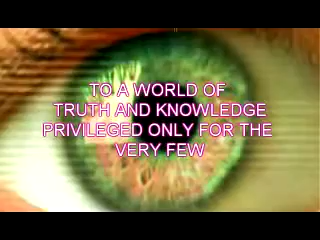 TO A WORLD OF
TRUTH AND KNOWLEDGE
PRIVILEGED ONLY FOR THE
VERY FEW